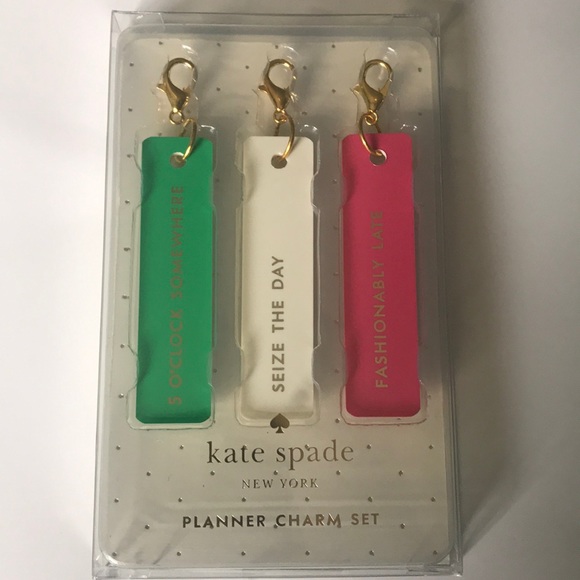 5 O'CLOCK SOMEWHERE
SEIZE THE DAY
FASHIONABLY LATE
kate spade
NEW YORK
PLANNER CHARM SET